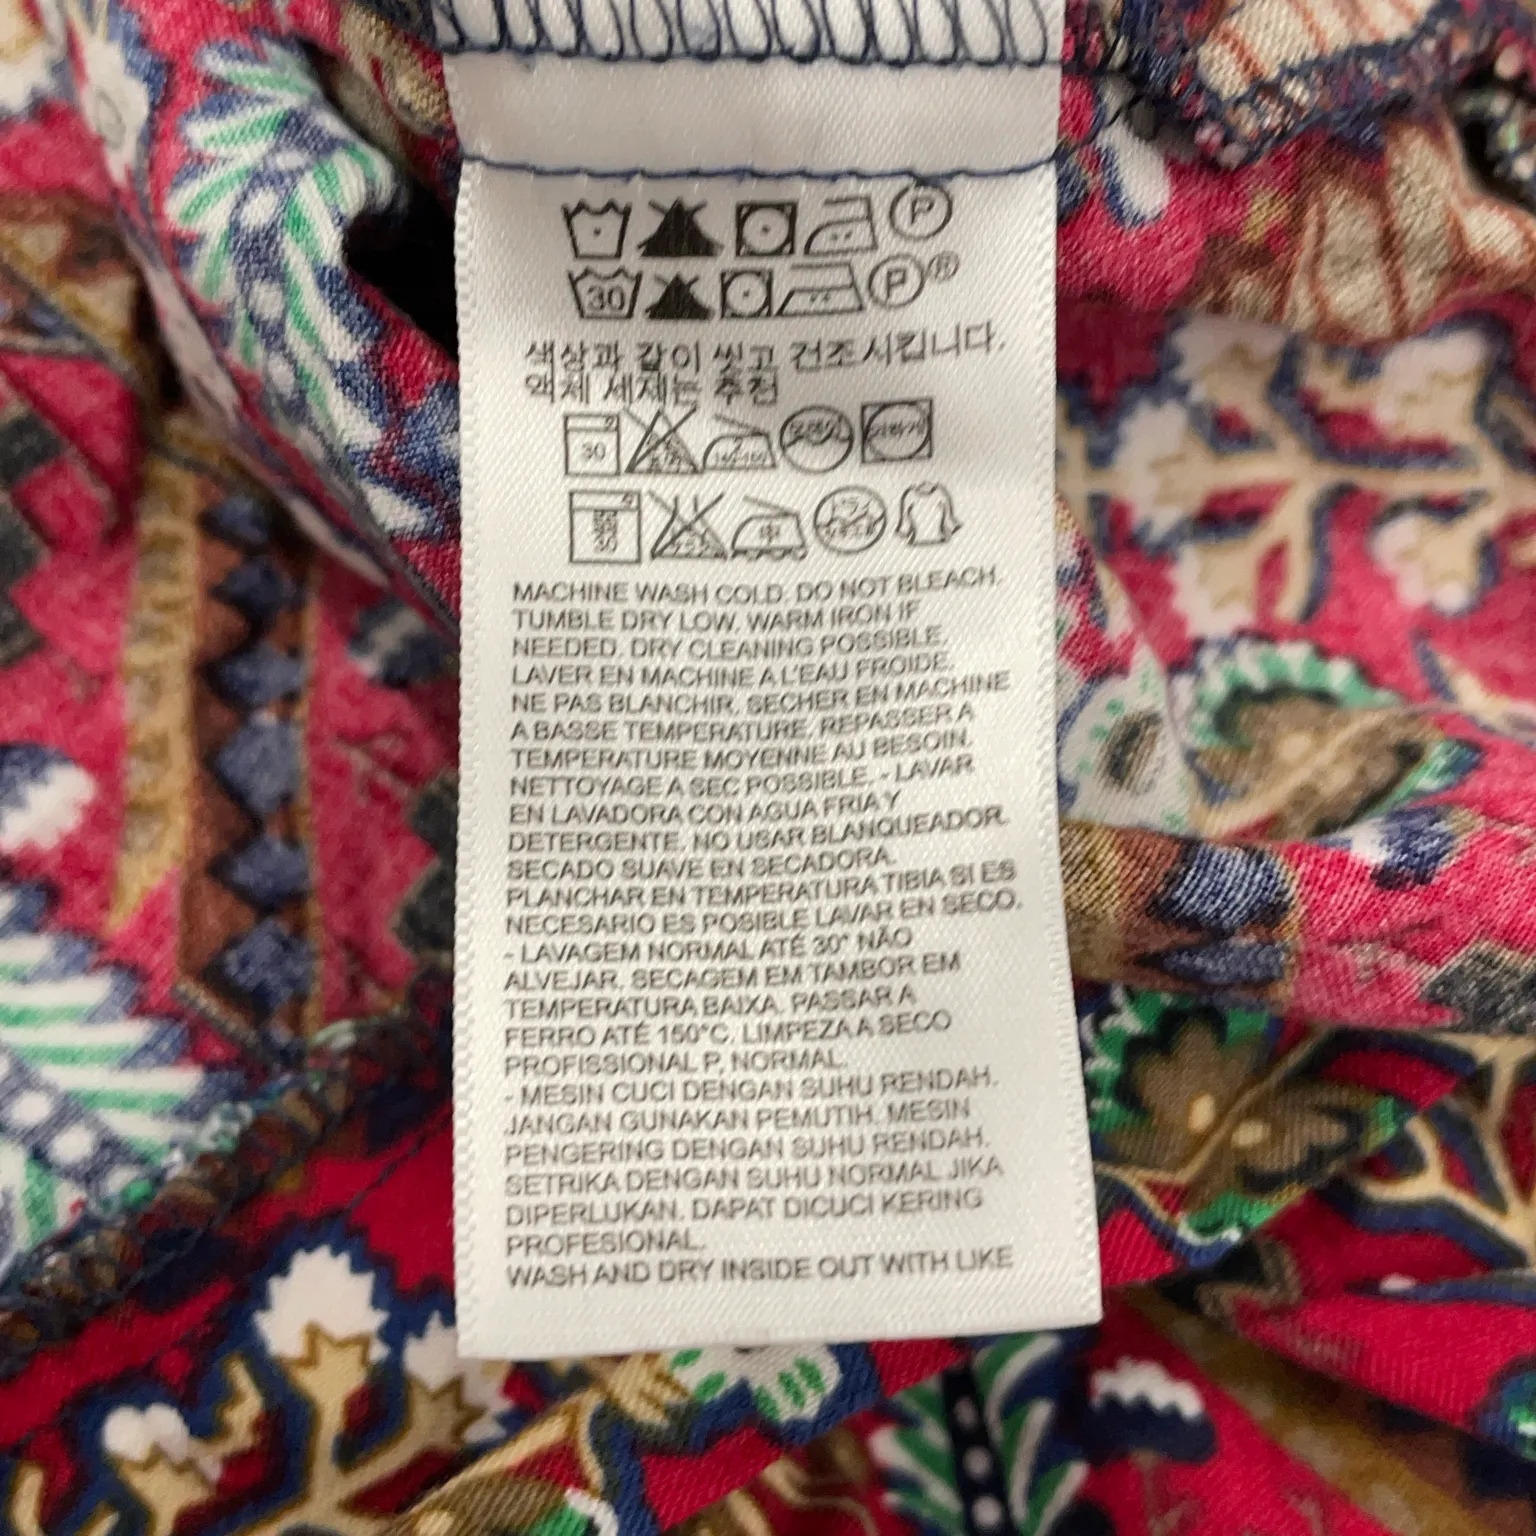 P
30 P®
색상과 같이 씻고 건조시킵니다.
액체 세제는 추천
30
30
MACHINE WASH COLD. DO NOT BLEACH.
TUMBLE DRY LOW. WARM IRON IF
NEEDED. DRY CLEANING POSSIBLE.
LAVER EN MACHINE A L'EAU FROIDE.
NE PAS BLANCHIR. SECHER EN MACHINE
A BASSE TEMPERATURE. REPASSER A
TEMPERATURE MOYENNE AU BESOIN.
NETTOYAGE A SEC POSSIBLE. - LAVAR
EN LAVADORA CON AGUA FRIA Y
DETERGENTE. NO USAR BLANQUEADOR.
SECADO SUAVE EN SECADORA.
PLANCHAR EN TEMPERATURA TIBIA SI ES
NECESARIO ES POSIBLE LAVAR EN SECO.
- LAVAGEM NORMAL ATÉ 30° NÃO
ALVEJAR. SECAGEM EM TAMBOR EM
TEMPERATURA BAIXA. PASSAR A
FERRO ATÉ 150°C. LIMPEZA A SECO
PROFISSIONAL P, NORMAL.
- MESIN CUCI DENGAN SUHU RENDAH.
JANGAN GUNAKAN PEMUTIH. MESIN
PENGERING DENGAN SUHU RENDAH.
SETRIKA DENGAN SUHU NORMAL JIKA
DIPERLUKAN. DAPAT DICUCI KERING
PROFESIONAL.
WASH AND DRY INSIDE OUT WITH LIKE